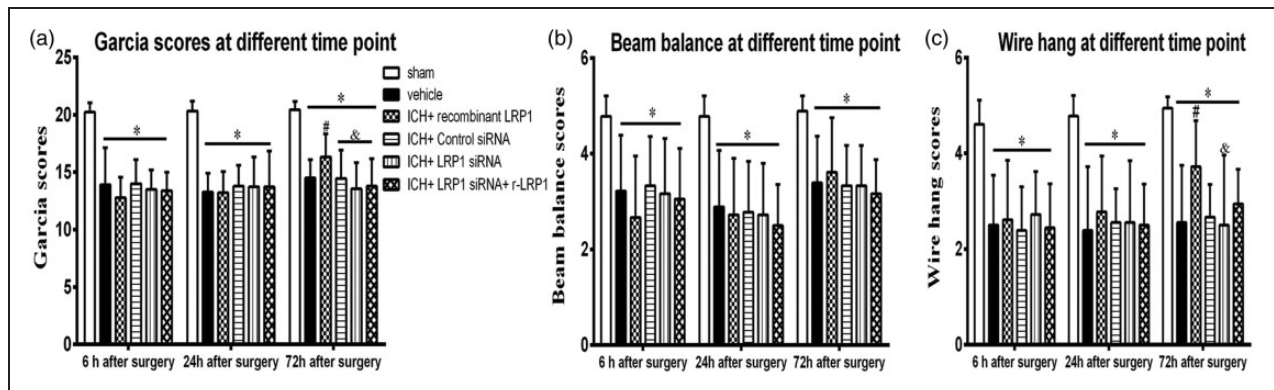 (a) Garcia scores at different time point
Garcia scores
25
20
15
10
5
0
* * *
# &
6 h after surgery 24h after surgery 72h after surgery
sham
vehicle
ICH+ recombinant LRP1
ICH+ Control siRNA
ICH+ LRP1 siRNA
ICH+ LRP1 siRNA+ r-LRP1
(b) Beam balance at different time point
Beam balance scores
6
4
2
0
* * *
6 h after surgery 24h after surgery 72h after surgery
(c) Wire hang at different time point
Wire hang scores
6
4
2
0
* * *
# &
6 h after surgery 24h after surgery 72h after surgery